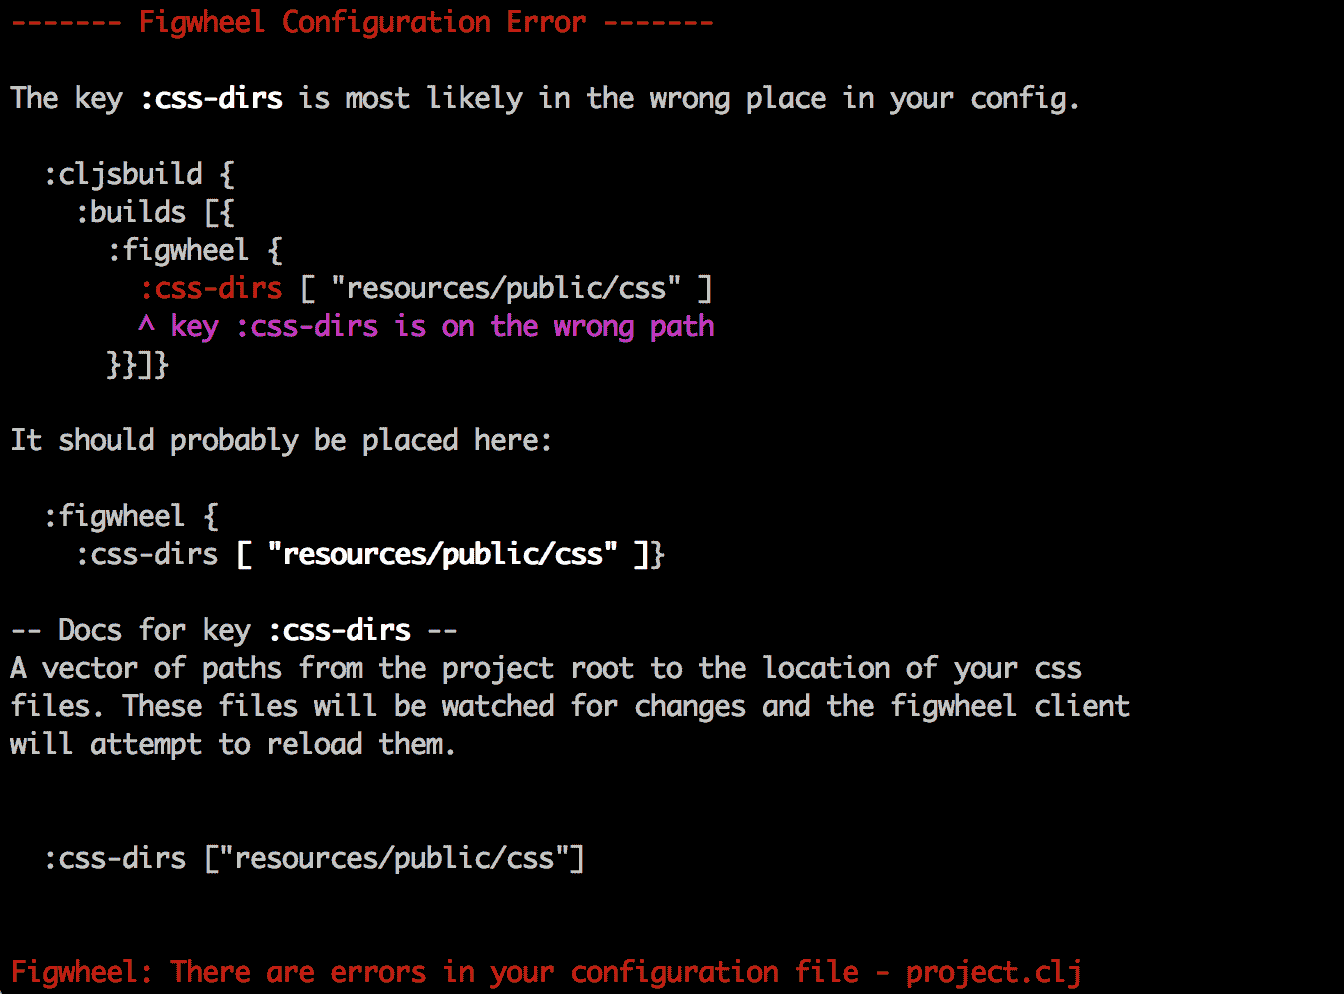 ------- Figwheel Configuration Error -------
The key :css-dirs is most likely in the wrong place in your config.
  :cljsbuild {
    :builds [{
      :figwheel {
        :css-dirs [ "resources/public/css" ]
        ^ key :css-dirs is on the wrong path
      }}]}
It should probably be placed here:
  :figwheel {
    :css-dirs [ "resources/public/css" ]}
-- Docs for key :css-dirs --
A vector of paths from the project root to the location of your css
files. These files will be watched for changes and the figwheel client
will attempt to reload them.
  :css-dirs ["resources/public/css"]
Figwheel: There are errors in your configuration file - project.clj